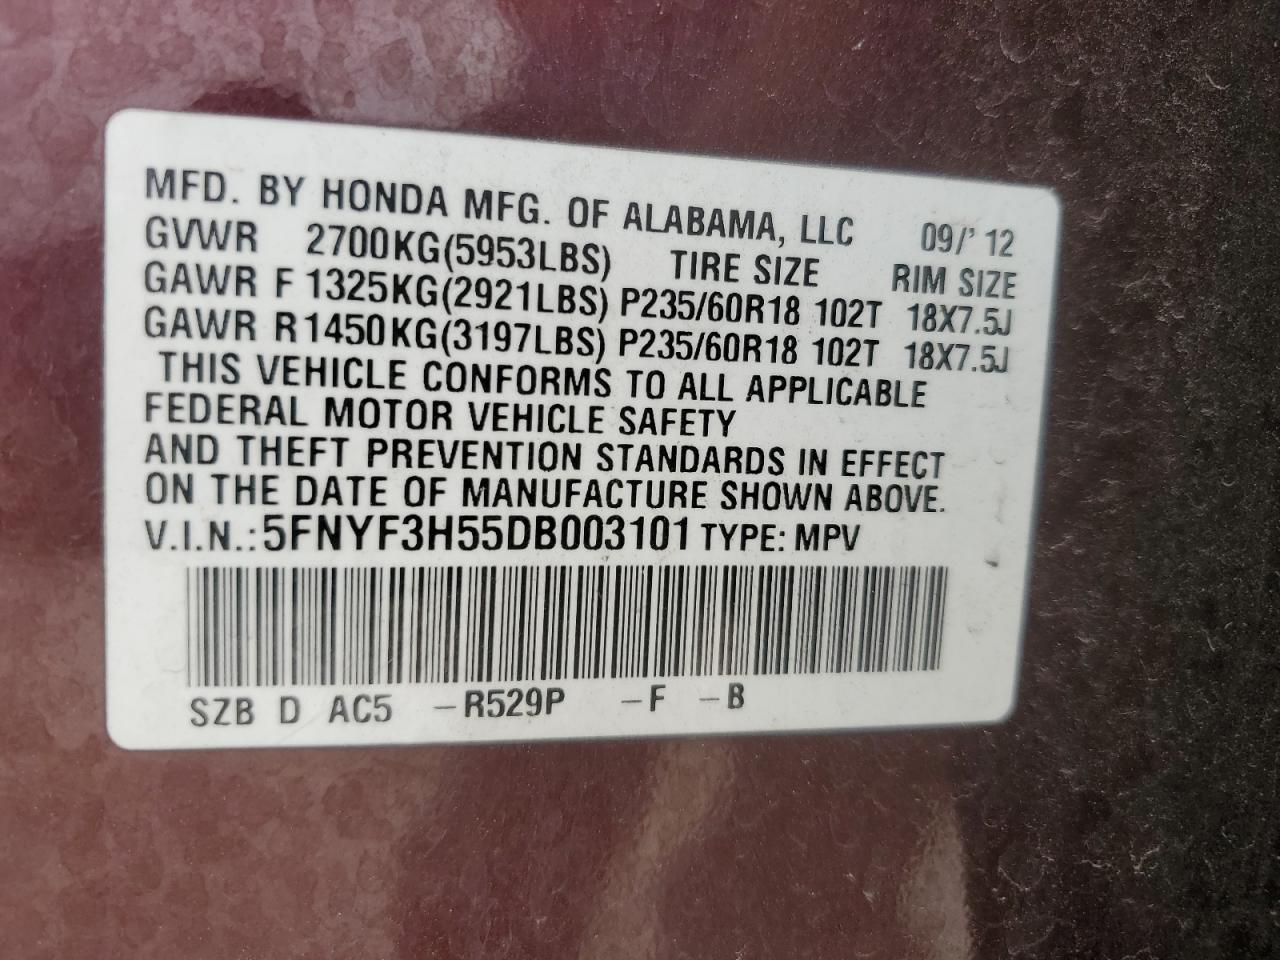 MFD. BY HONDA MFG. OF ALABAMA, LLC 09/' 12
GVWR 2700KG(5953LBS) TIRE SIZE RIM SIZE
GAWR F 1325KG(2921LBS) P235/60R18 102T 18X7.5J
GAWR R 1450KG(3197LBS) P235/60R18 102T 18X7.5J
THIS VEHICLE CONFORMS TO ALL APPLICABLE
FEDERAL MOTOR VEHICLE SAFETY
AND THEFT PREVENTION STANDARDS IN EFFECT
ON THE DATE OF MANUFACTURE SHOWN ABOVE.
V.I.N.: 5FNYF3H55DB003101 TYPE: MPV
SZB D AC5 –R529P –F –B